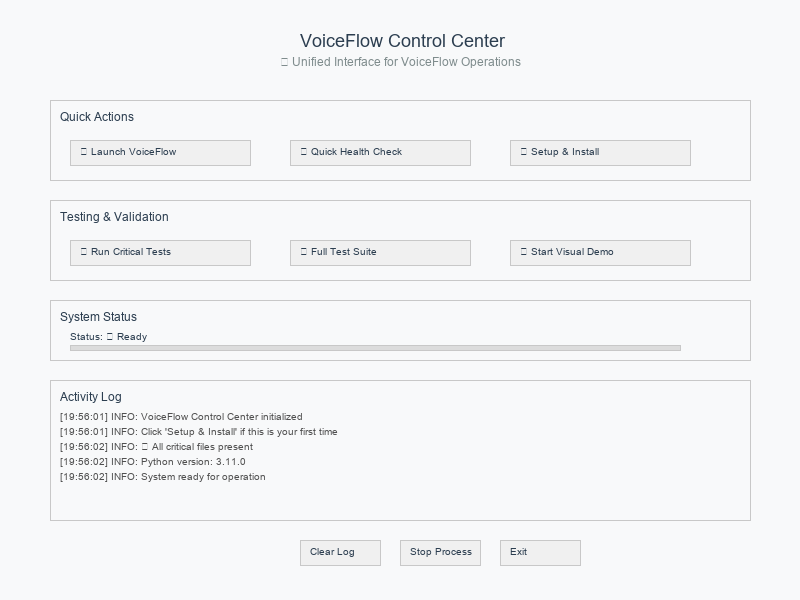 VoiceFlow Control Center
□ Unified Interface for VoiceFlow Operations
Quick Actions
□ Launch VoiceFlow
□ Quick Health Check
□ Setup & Install
Testing & Validation
□ Run Critical Tests
□ Full Test Suite
□ Start Visual Demo
System Status
Status: □ Ready
Activity Log
[19:56:01] INFO: VoiceFlow Control Center initialized
[19:56:01] INFO: Click 'Setup & Install' if this is your first time
[19:56:02] INFO: □ All critical files present
[19:56:02] INFO: Python version: 3.11.0
[19:56:02] INFO: System ready for operation
Clear Log
Stop Process
Exit